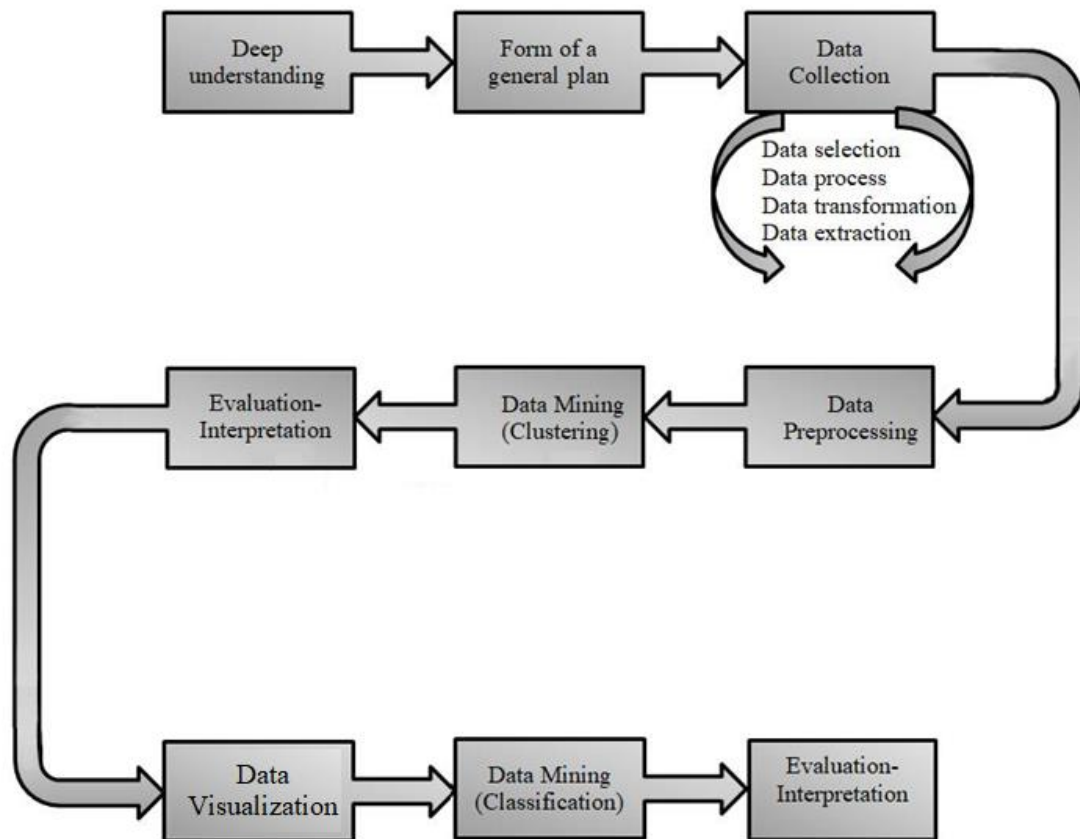 Deep
understanding
Form of a
general plan
Data
Collection
Data selection
Data process
Data transformation
Data extraction
Data
Preprocessing
Data Mining
(Clustering)
Evaluation-
Interpretation
Data
Visualization
Data Mining
(Classification)
Evaluation-
Interpretation